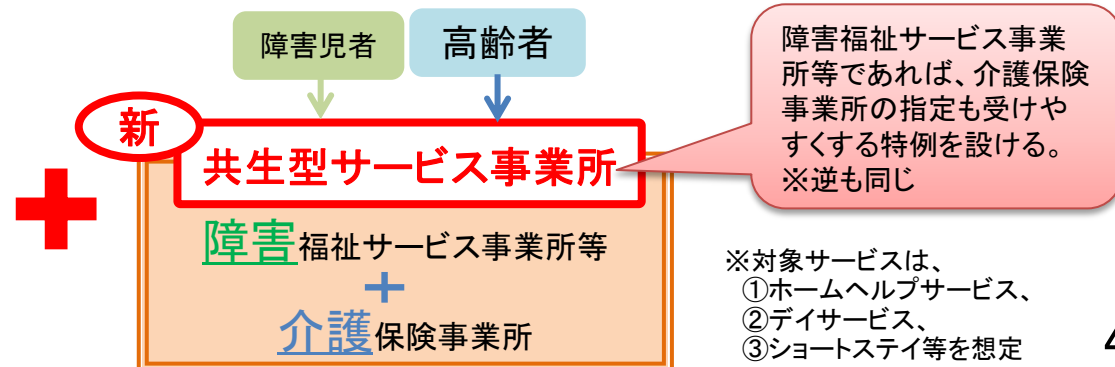 障害児者
高齢者
新
共生型サービス事業所
障害福祉サービス事業所等
+
介護保険事業所
障害福祉サービス事業
所等であれば、介護保険
事業所の指定も受けや
すくする特例を設ける。
※逆も同じ
※対象サービスは、
①ホームヘルプサービス、
②デイサービス、
③ショートステイ等を想定